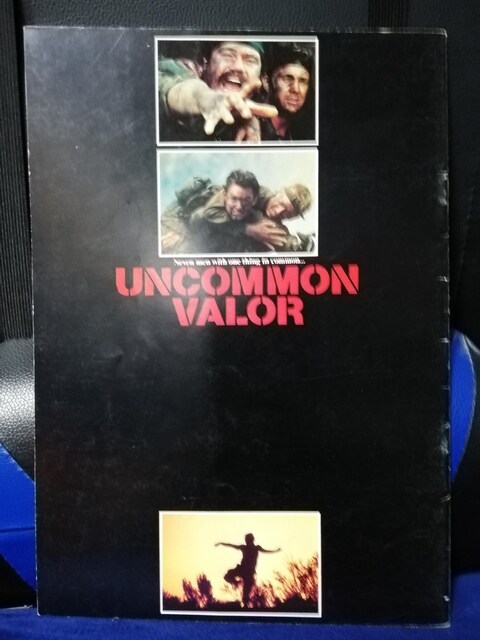 Seven men with one thing in common...
UNCOMMON
VALOR